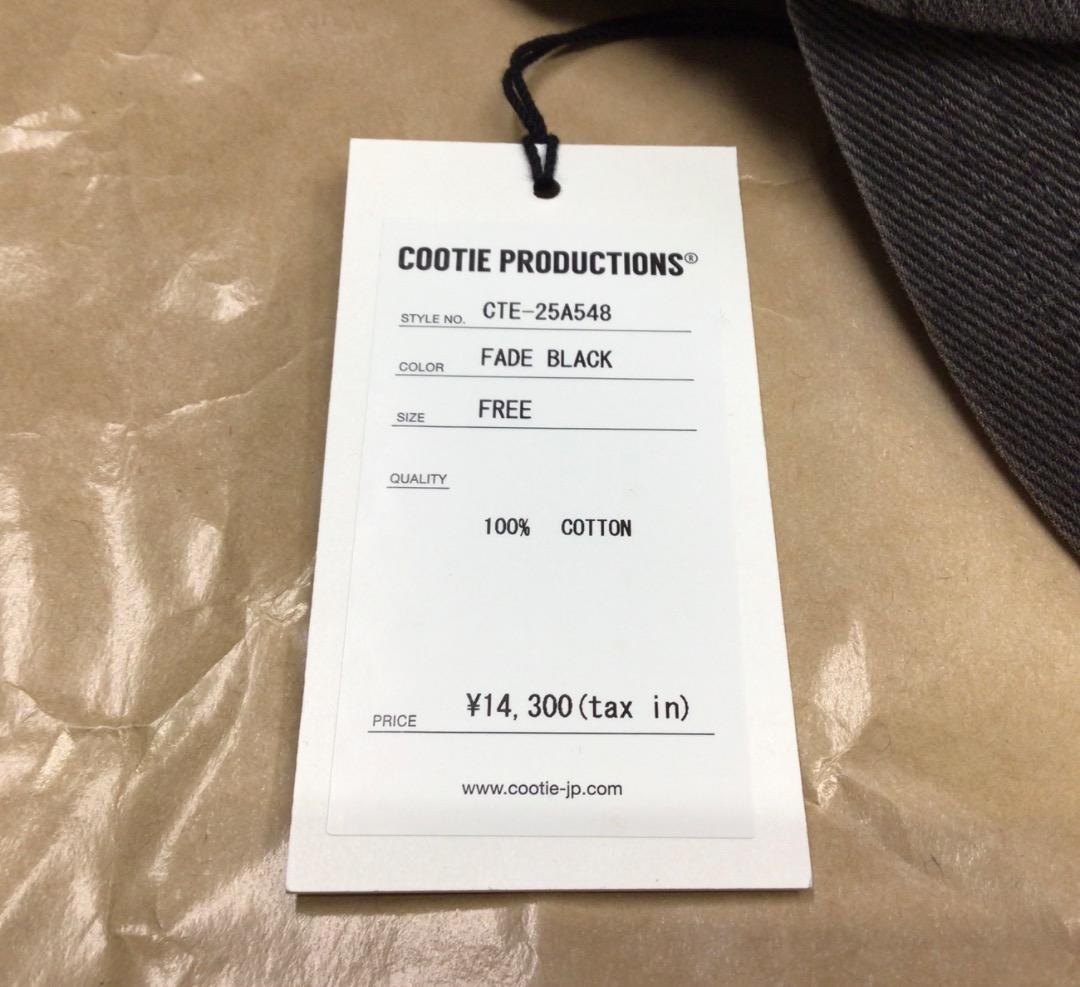 COOTIE PRODUCTIONS®
STYLE NO. CTE-25A548
COLOR FADE BLACK
SIZE FREE
QUALITY
100% COTTON
PRICE ¥14,300(tax in)
www.cootie-jp.com